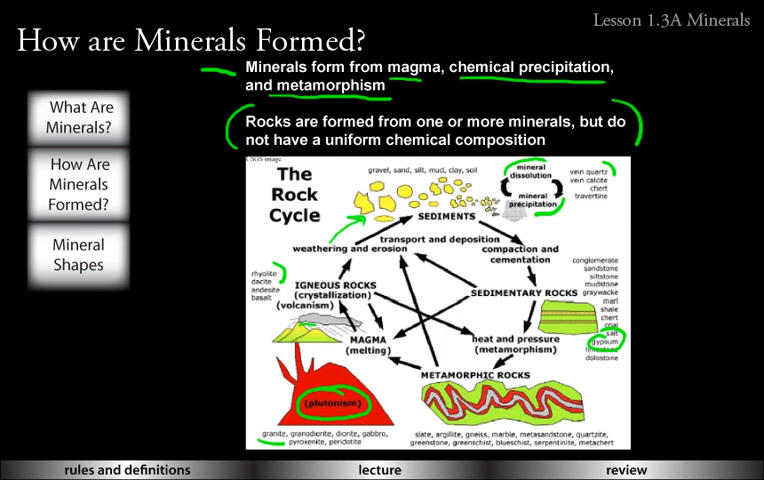 Lesson 1.3A Minerals
How are Minerals Formed?
Minerals form from magma, chemical precipitation,
and metamorphism
Rocks are formed from one or more minerals, but do
not have a uniform chemical composition
What Are
Minerals?
How Are
Minerals
Formed?
Mineral
Shapes
USGS image
The
Rock
Cycle
gravel, sand, silt, mud, clay, soil
mineral
dissolution
mineral
precipitation
vein quartz
vein calcite
chert
travertine
SEDIMENTS
transport and deposition
weathering and erosion
compaction and
cementation
rhyolite
dacite
andesite
basalt
IGNEOUS ROCKS
(crystallization)
(volcanism)
SEDIMENTARY ROCKS
conglomerate
sandstone
siltstone
mudstone
graywacke
marl
shale
chert
coal
salt
gypsum
limestone
dolostone
MAGMA
(melting)
heat and pressure
(metamorphism)
METAMORPHIC ROCKS
(plutonism)
granite, granodiorite, diorite, gabbro,
pyroxenite, peridotite
slate, argillite, gneiss, marble, metasandstone, quartzite,
greenstone, greenschist, blueschist, serpentinite, metachert
rules and definitions
lecture
review